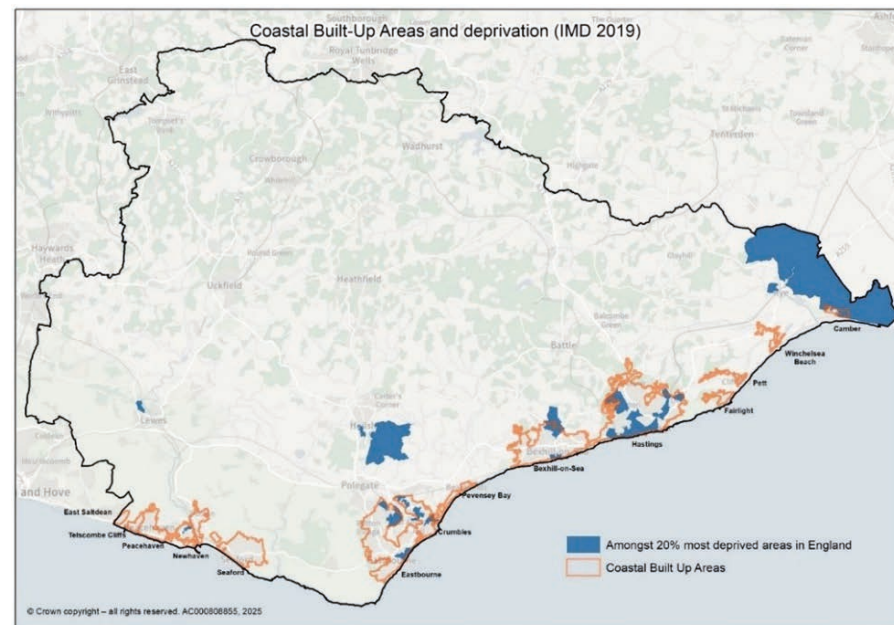 Coastal Built-Up Areas and deprivation (IMD 2019)
Southborough
Royal Tunbridge
Wells
East
Grinstead
Crowborough
Wadhurst
Highgate
Tenterden
Haywards
Heath
Uckfield
Heathfield
Battle
Lewes
Polegate
and Hove
Camber
Winchelsea
Beach
Pett
Fairlight
Hastings
Bexhill-on-Sea
Pevensey Bay
Crumbles
Eastbourne
East Saltdean
Telscombe Cliffs
Peacehaven
Newhaven
Seaford
Amongst 20% most deprived areas in England
Coastal Built Up Areas
© Crown copyright – all rights reserved. AC000808855, 2025